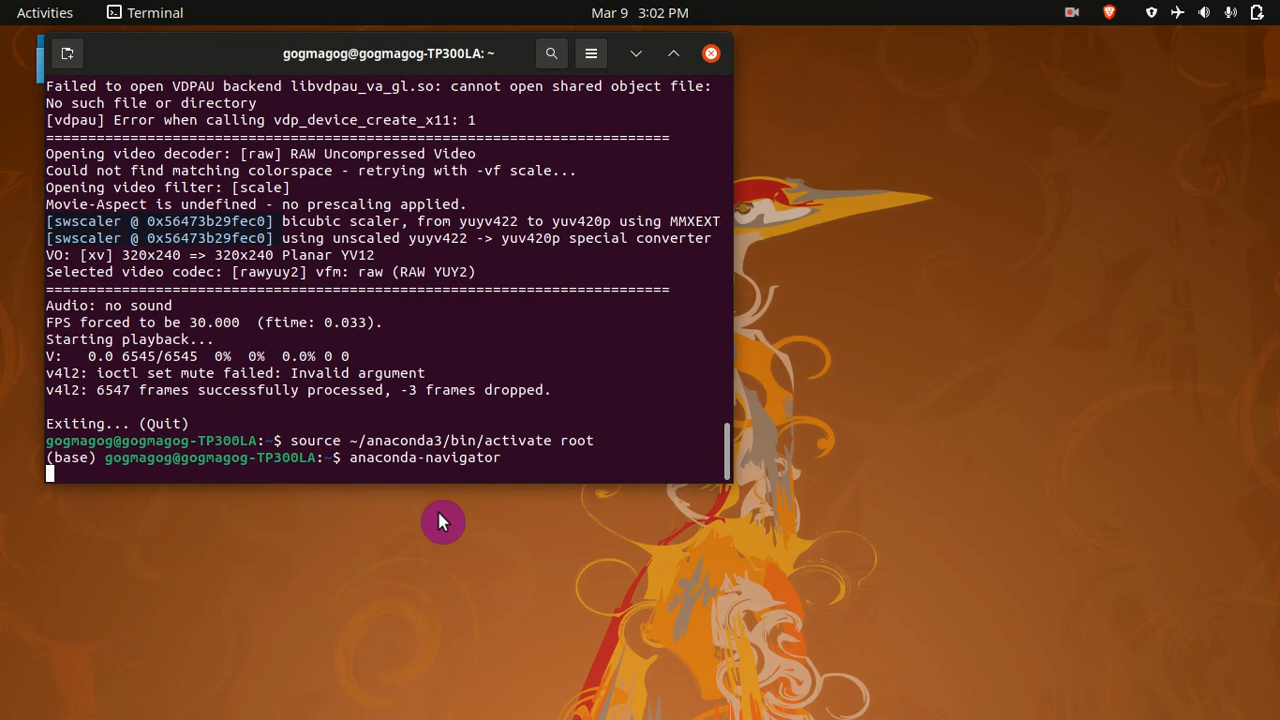 Activities Terminal Mar 9 3:02 PM
gogmagog@gogmagog-TP300LA: ~
Failed to open VDPAU backend libvdpau_va_gl.so: cannot open shared object file:
No such file or directory
[vdpau] Error when calling vdp_device_create_x11: 1
==========================================================================
Opening video decoder: [raw] RAW Uncompressed Video
Could not find matching colorspace - retrying with -vf scale...
Opening video filter: [scale]
Movie-Aspect is undefined - no prescaling applied.
[swscaler @ 0x56473b29fec0] bicubic scaler, from yuyv422 to yuv420p using MMXEXT
[swscaler @ 0x56473b29fec0] using unscaled yuyv422 -> yuv420p special converter
VO: [xv] 320x240 => 320x240 Planar YV12
Selected video codec: [rawyuy2] vfm: raw (RAW YUY2)
==========================================================================
Audio: no sound
FPS forced to be 30.000  (ftime: 0.033).
Starting playback...
V:   0.0 6545/6545  0%  0%  0.0% 0 0
v4l2: ioctl set mute failed: Invalid argument
v4l2: 6547 frames successfully processed, -3 frames dropped.
Exiting... (Quit)
gogmagog@gogmagog-TP300LA:~$ source ~/anaconda3/bin/activate root
(base) gogmagog@gogmagog-TP300LA:~$ anaconda-navigator